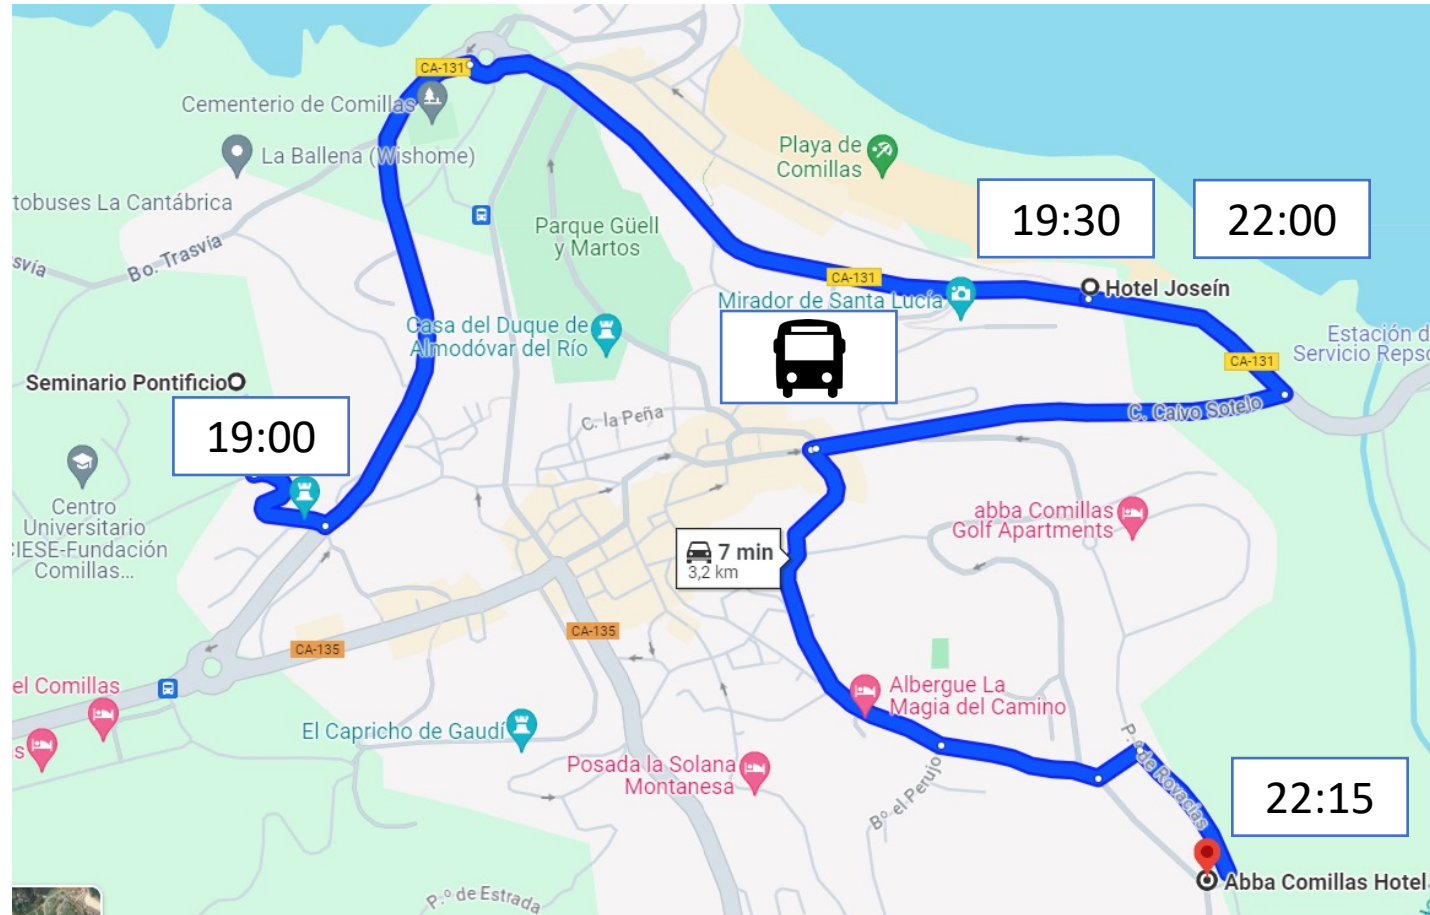 CA-131
Cementerio de Comillas
La Ballena (Wishome)
Playa de
Comillas
tobuses La Cantábrica
19:30
22:00
Parque Güell
y Martos
svía
Bo. Trasvía
CA-131
Hotel Joseín
Mirador de Santa Lucía
Casa del Duque de
Almodóvar del Río
Estación d
Servicio Repso
CA-131
Seminario Pontificio
C. la Peña
C. Calvo Sotelo
19:00
Centro
Universitario
CIESE-Fundación
Comillas...
abba Comillas
Golf Apartments
7 min
3,2 km
CA-135
CA-135
el Comillas
s
Albergue La
Magia del Camino
El Capricho de Gaudí
Posada la Solana
Montanesa
Bº el Perujo
P.º de Rovacías
22:15
P.º de Estrada
Abba Comillas Hotel